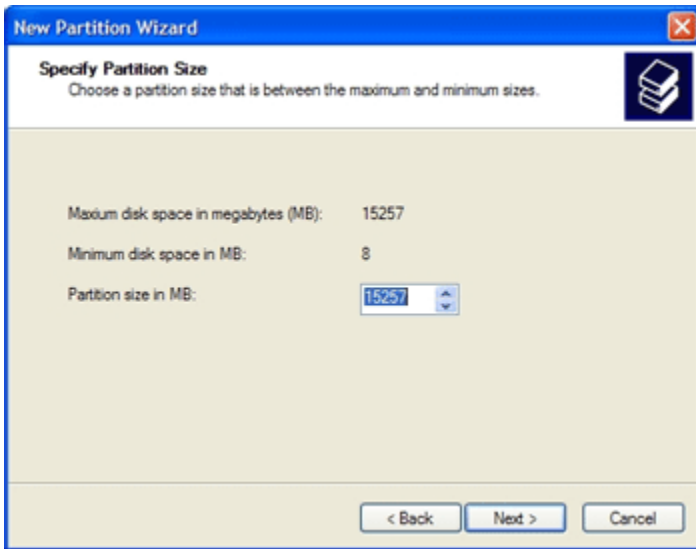 New Partition Wizard
Specify Partition Size
Choose a partition size that is between the maximum and minimum sizes.
Maxium disk space in megabytes (MB): 15257
Minimum disk space in MB: 8
Partition size in MB: 15257
< Back Next > Cancel